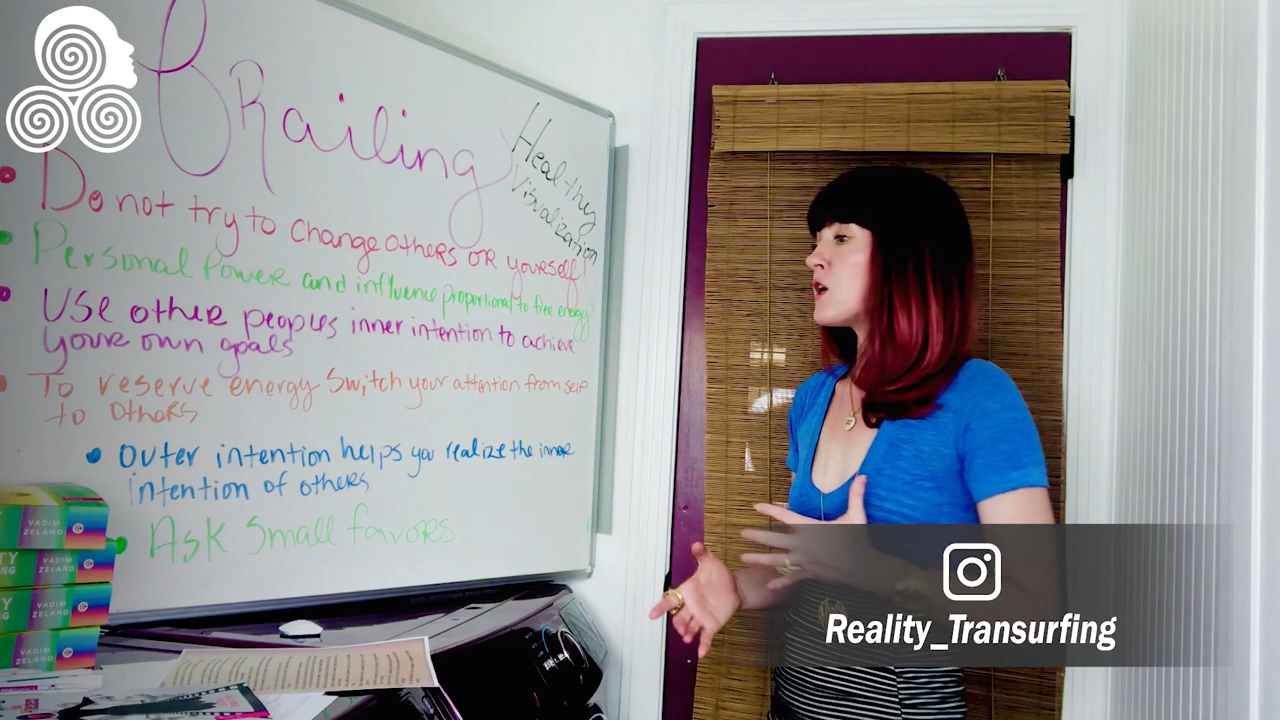 BRailing
Healthy
Visualization
• Do not try to change others or yourself!
• Personal Power and influence proportional to free energy
• Use other peoples inner intention to achieve
your own goals
• To reserve energy Switch your attention from self
to others
• Outer intention helps you realize the inner
intention of others
• Ask Small favors
VADIM
ZELAND
VADIM
ZELAND
VADIM
ZELAND
VADIM
ZELAND
Reality_Transurfing